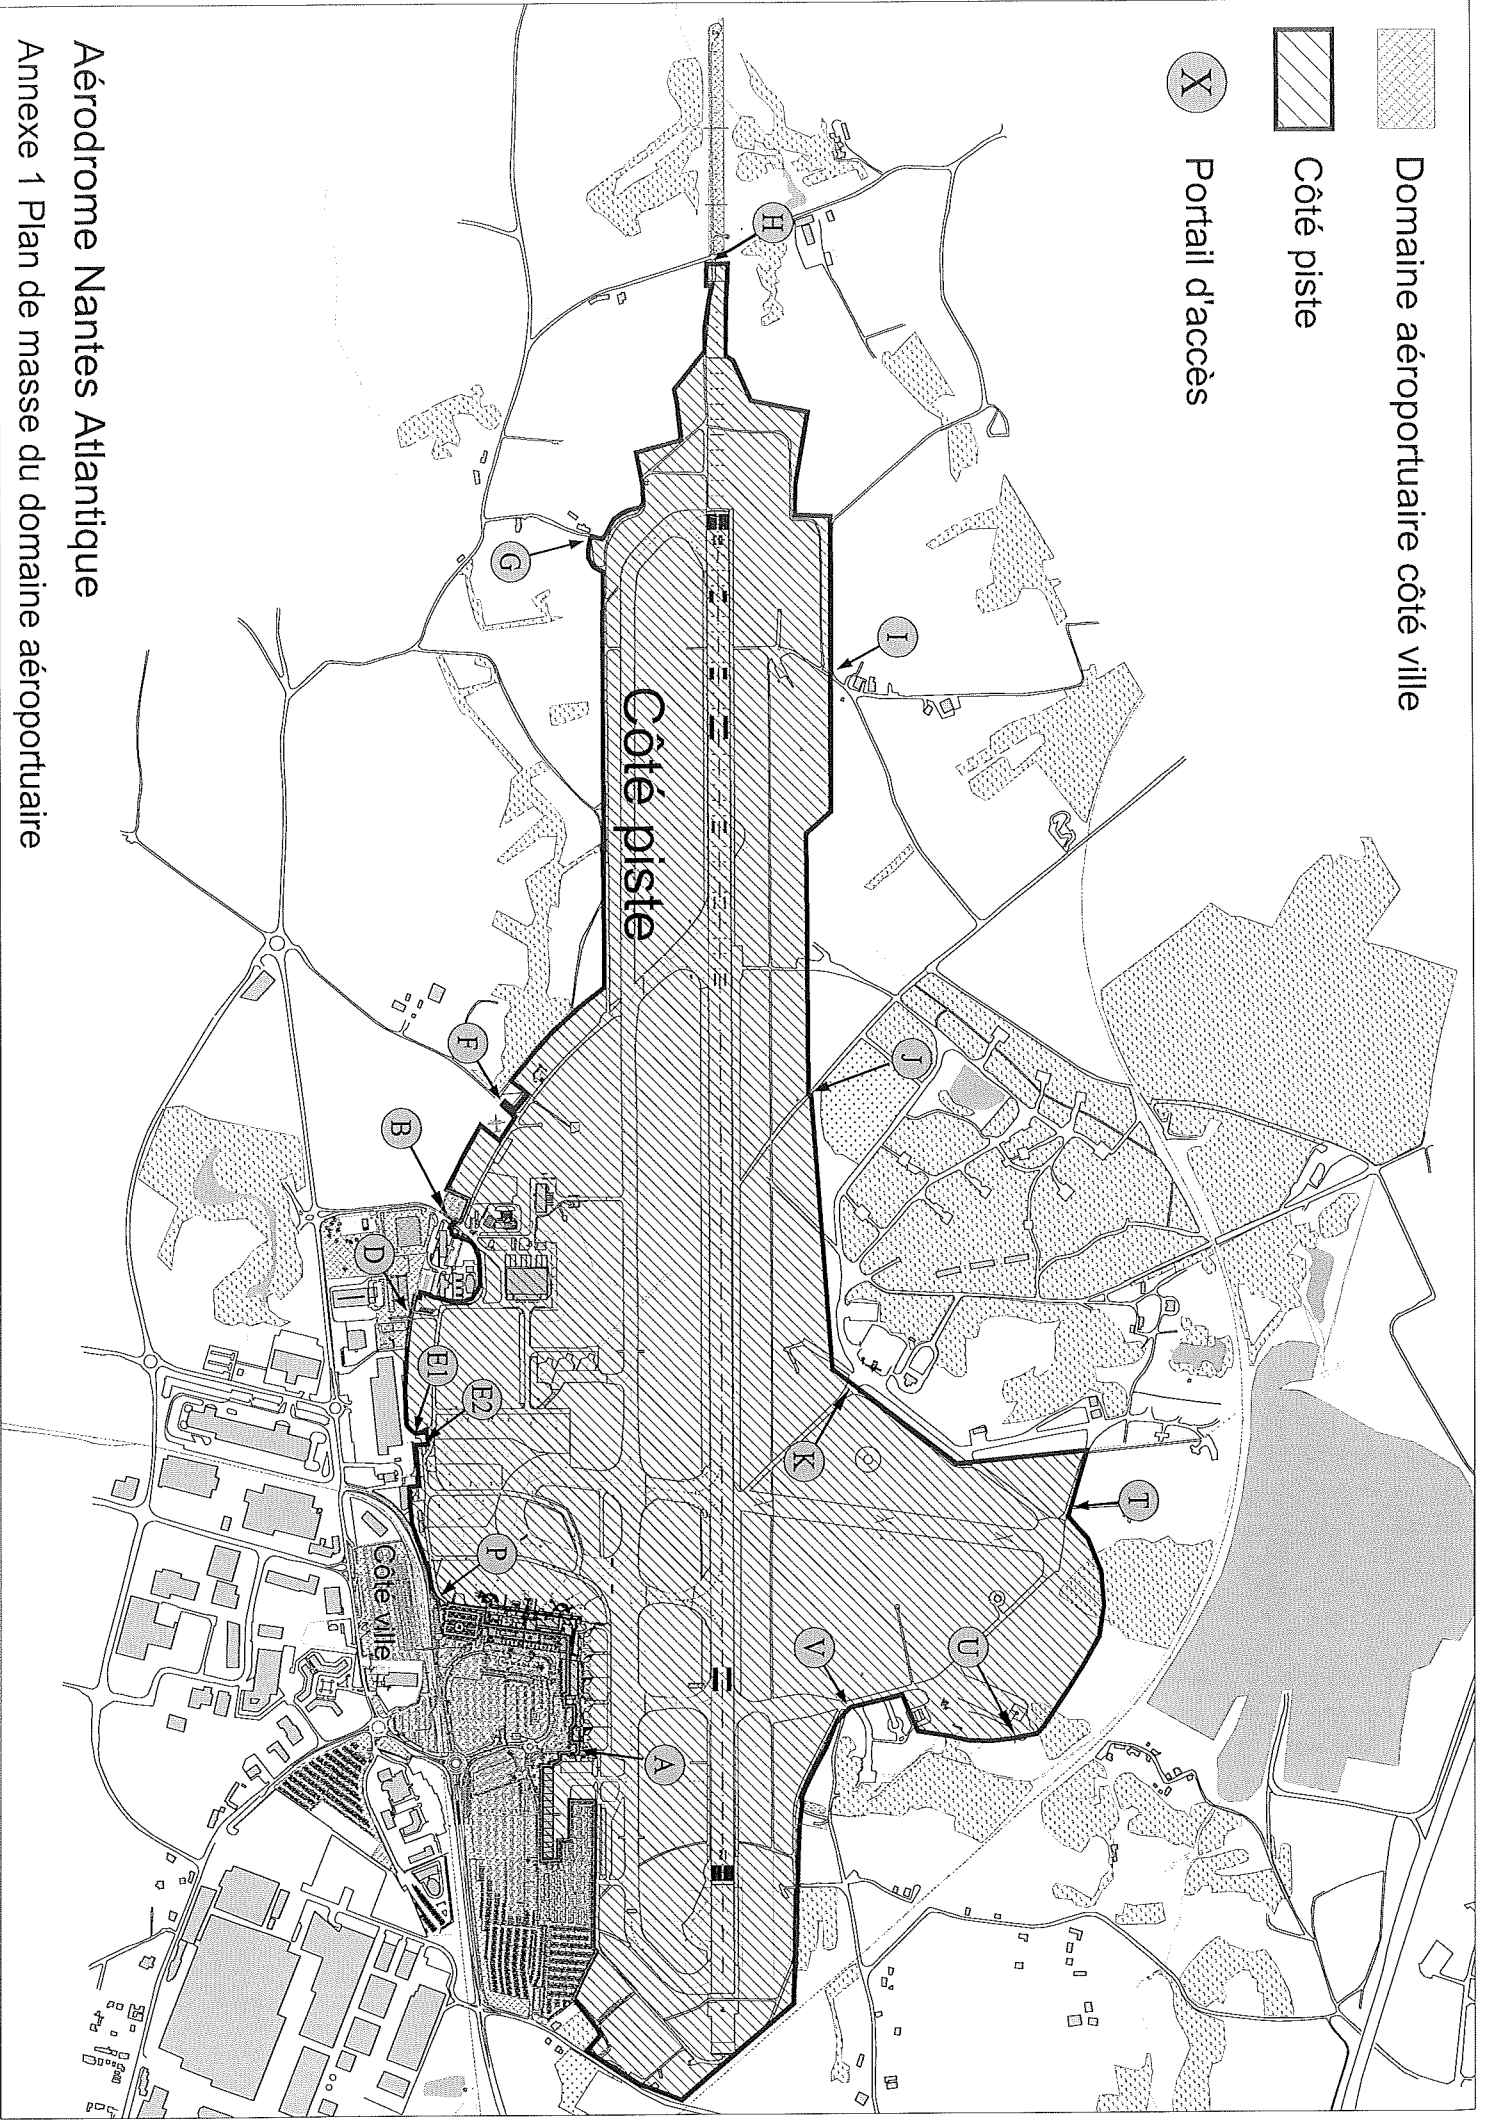 Domaine aéroportuaire côté ville
Côté piste
X
Portail d'accès
H
I
J
K
T
U
V
G
Côté piste
F
B
D
E1
E2
P
A
Côté ville
Aérodrome Nantes Atlantique
Annexe 1 Plan de masse du domaine aéroportuaire